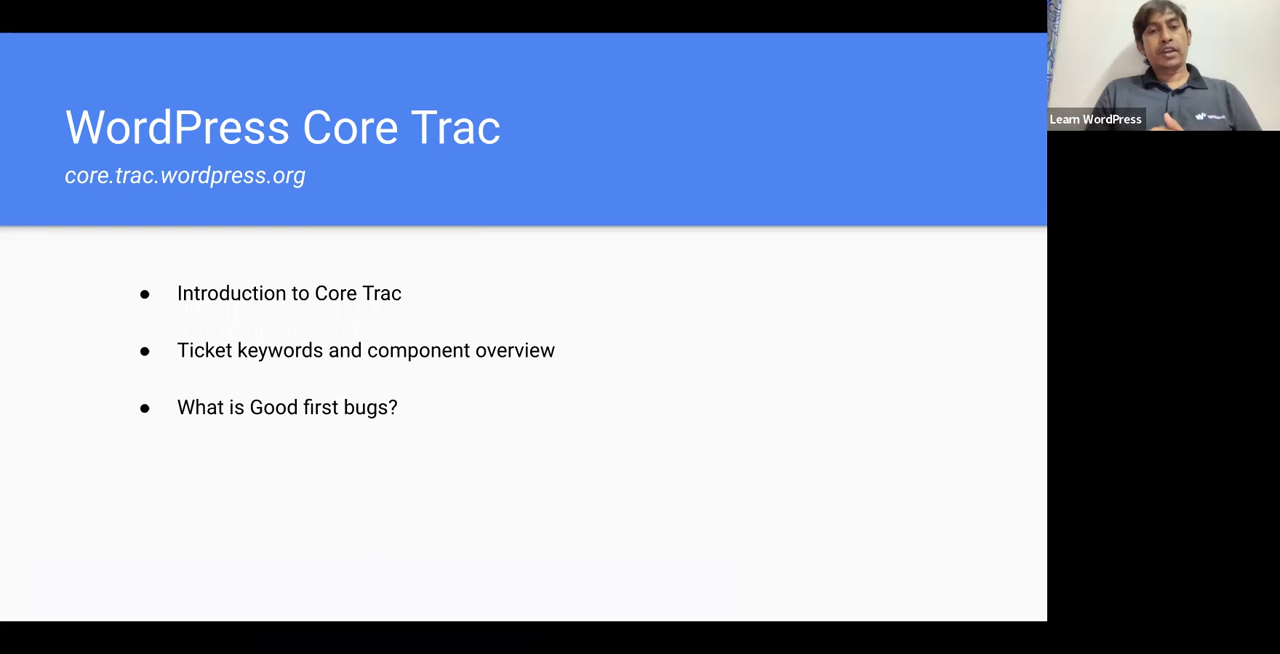 WordPress Core Trac
core.trac.wordpress.org
● Introduction to Core Trac
● Ticket keywords and component overview
● What is Good first bugs?
Learn WordPress